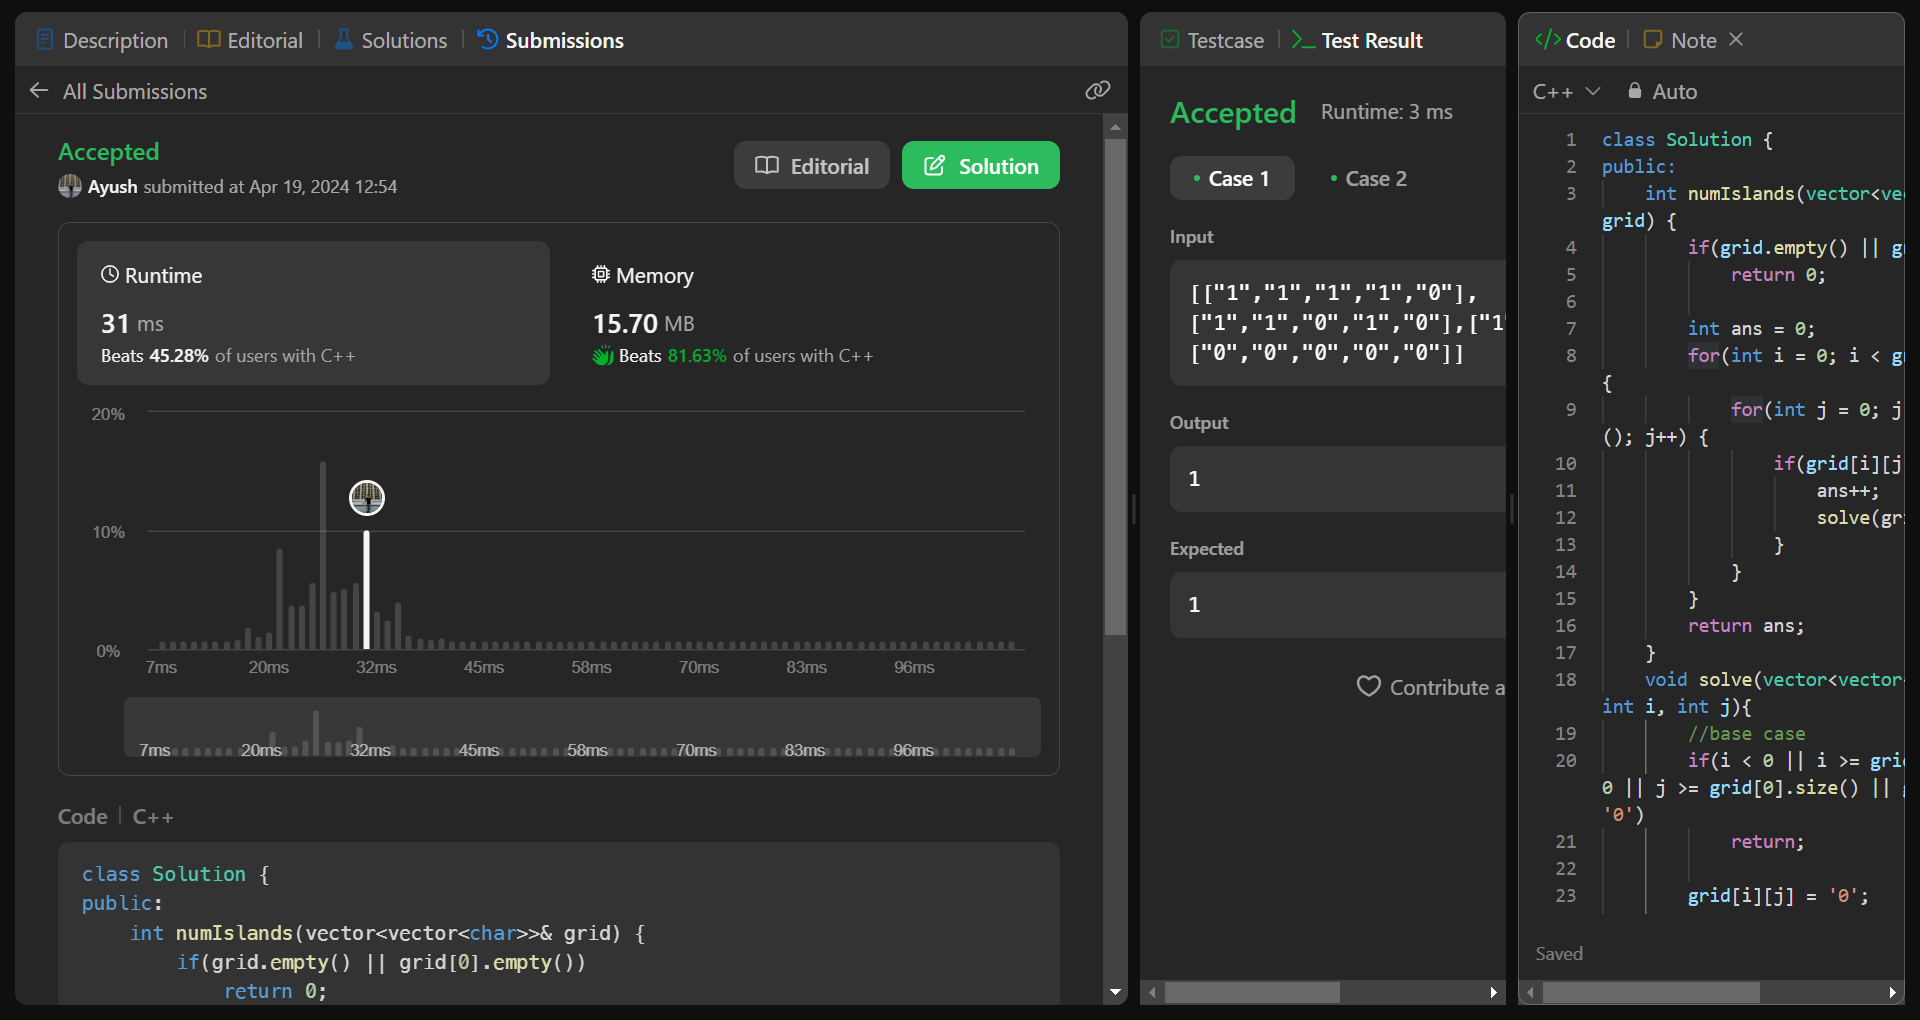 Description | Editorial | Solutions | Submissions
All Submissions
Accepted
Ayush submitted at Apr 19, 2024 12:54
Editorial
Solution
Runtime
31 ms
Beats 45.28% of users with C++
Memory
15.70 MB
Beats 81.63% of users with C++
20%
10%
0%
7ms 20ms 32ms 45ms 58ms 70ms 83ms 96ms
7ms 20ms 32ms 45ms 58ms 70ms 83ms 96ms
Code | C++
class Solution {
public:
    int numIslands(vector<vector<char>>& grid) {
        if(grid.empty() || grid[0].empty())
            return 0;
Testcase | Test Result
Accepted Runtime: 3 ms
• Case 1 • Case 2
Input
[["1","1","1","1","0"],
["1","1","0","1","0"],["1"
["0","0","0","0","0"]]
Output
1
Expected
1
Contribute a
Code | Note
C++ Auto
1 class Solution {
2 public:
3     int numIslands(vector<ve
grid) {
4         if(grid.empty() || g
5             return 0;
6
7         int ans = 0;
8         for(int i = 0; i < g
{
9             for(int j = 0; j
(); j++) {
10                 if(grid[i][j
11                     ans++;
12                     solve(gr
13                 }
14             }
15         }
16         return ans;
17     }
18     void solve(vector<vector
int i, int j){
19         //base case
20         if(i < 0 || i >= gri
0 || j >= grid[0].size() || g
'0')
21             return;
22
23         grid[i][j] = '0';
Saved